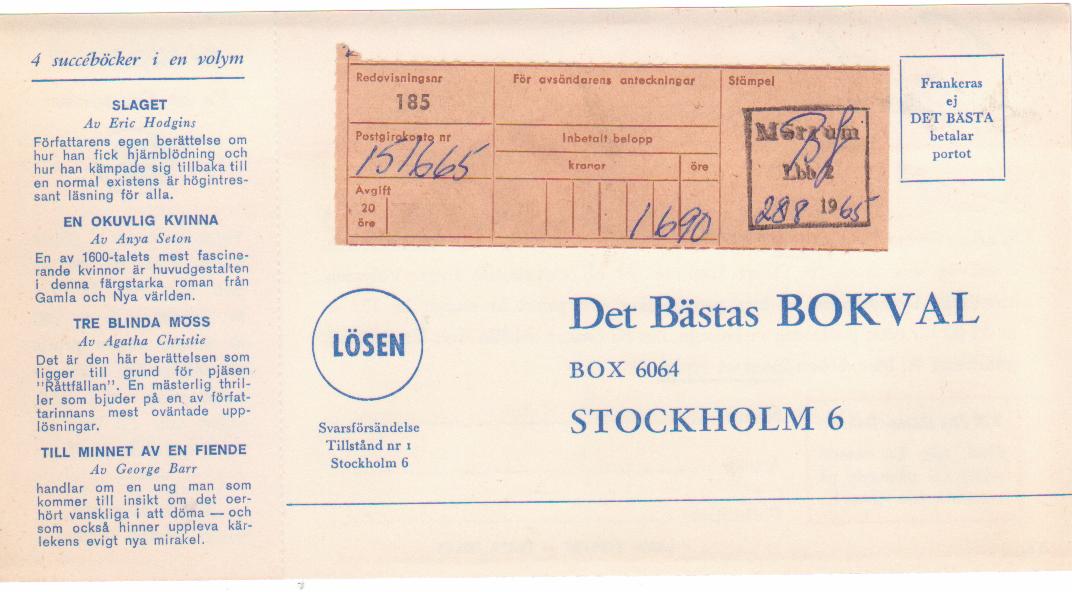 4 succéböcker i en volym
SLAGET
Av Eric Hodgins
Författarens egen berättelse om
hur han fick hjärnblödning och
hur han kämpade sig tillbaka till
en normal existens är högintres-
sant läsning för alla.
EN OKUVLIG KVINNA
Av Anya Seton
En av 1600-talets mest fascine-
rande kvinnor är huvudgestalten
i denna färgstarka roman från
Gamla och Nya världen.
TRE BLINDA MÖSS
Av Agatha Christie
Det är den här berättelsen som
ligger till grund för pjäsen
"Råttfällan". En mästerlig thril-
ler som bjuder på en av förfat-
tarinnans mest oväntade upp-
lösningar.
TILL MINNET AV EN FIENDE
Av George Barr
handlar om en ung man som
kommer till insikt om det oer-
hört vanskliga i att döma — och
som också hinner uppleva kär-
lekens evigt nya mirakel.
Redovisningsnr
185
Postgirokonto nr
151665
Avgift
20
öre
För avsändarens anteckningar
Inbetalt belopp
kronor
öre
1690
Stämpel
Mörrum
Lbb 2
288 1965
Frankeras
ej
DET BÄSTA
betalar
portot
LÖSEN
Svarsförsändelse
Tillstånd nr 1
Stockholm 6
Det Bästas BOKVAL
BOX 6064
STOCKHOLM 6